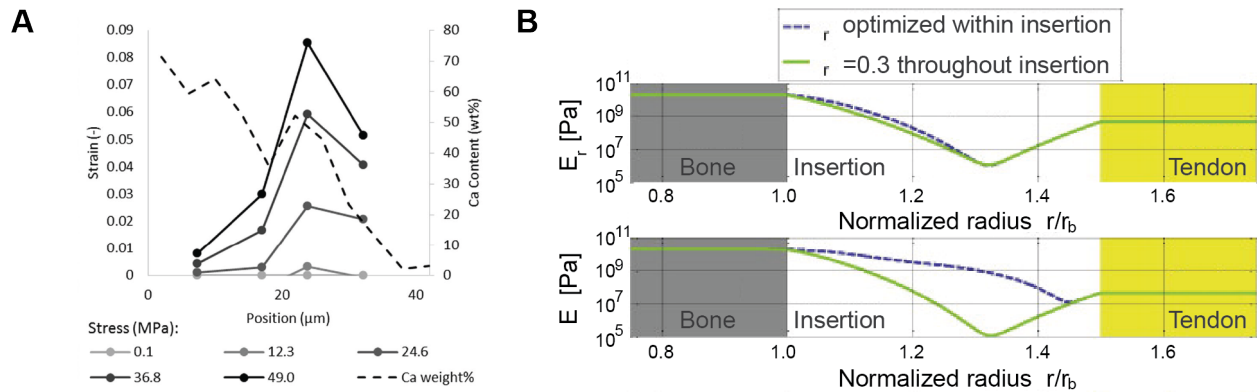 A
0.09
0.08
0.07
0.06
0.05
0.04
0.03
0.02
0.01
0
Strain (-)
80
70
60
50
40
30
20
10
0
Ca Content (wt%)
0 20 40
Position (µm)
Stress (MPa):
0.1 12.3 24.6
36.8 49.0 Ca weight%
B
r optimized within insertion
r =0.3 throughout insertion
10¹¹
10⁹
10⁷
10⁵
Eᵣ [Pa]
Bone Insertion Tendon
0.8 1.0 1.2 1.4 1.6
Normalized radius r/r_b
10¹¹
10⁹
10⁷
10⁵
E [Pa]
Bone Insertion Tendon
0.8 1.0 1.2 1.4 1.6
Normalized radius r/r_b